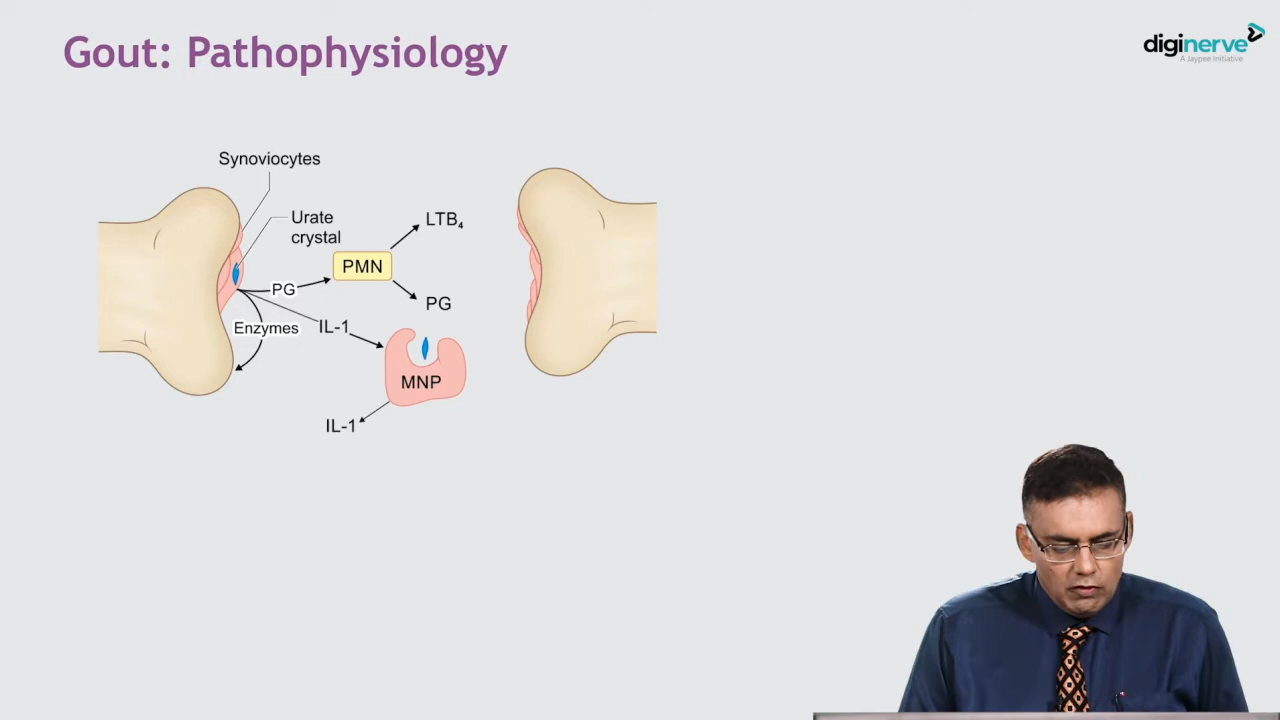 Gout: Pathophysiology
diginerve
A Jaypee Initiative
Synoviocytes
Urate
crystal
LTB4
PMN
PG
PG
Enzymes
IL-1
MNP
IL-1